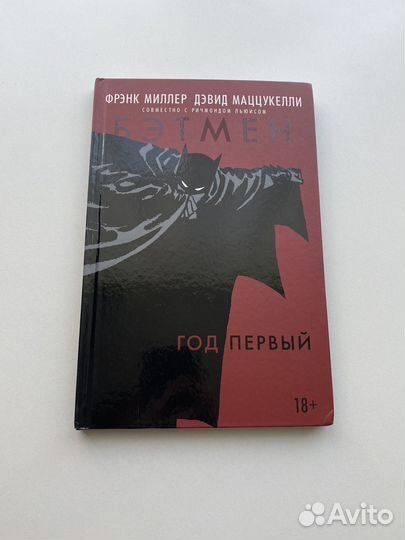 ФРЭНК МИЛЛЕР ДЭВИД МАЦЦУКЕЛЛИ
СОВМЕСТНО С РИЧМОНДОМ ЛЬЮИСОМ
БЭТМЕН
ГОД ПЕРВЫЙ
18+
Avito